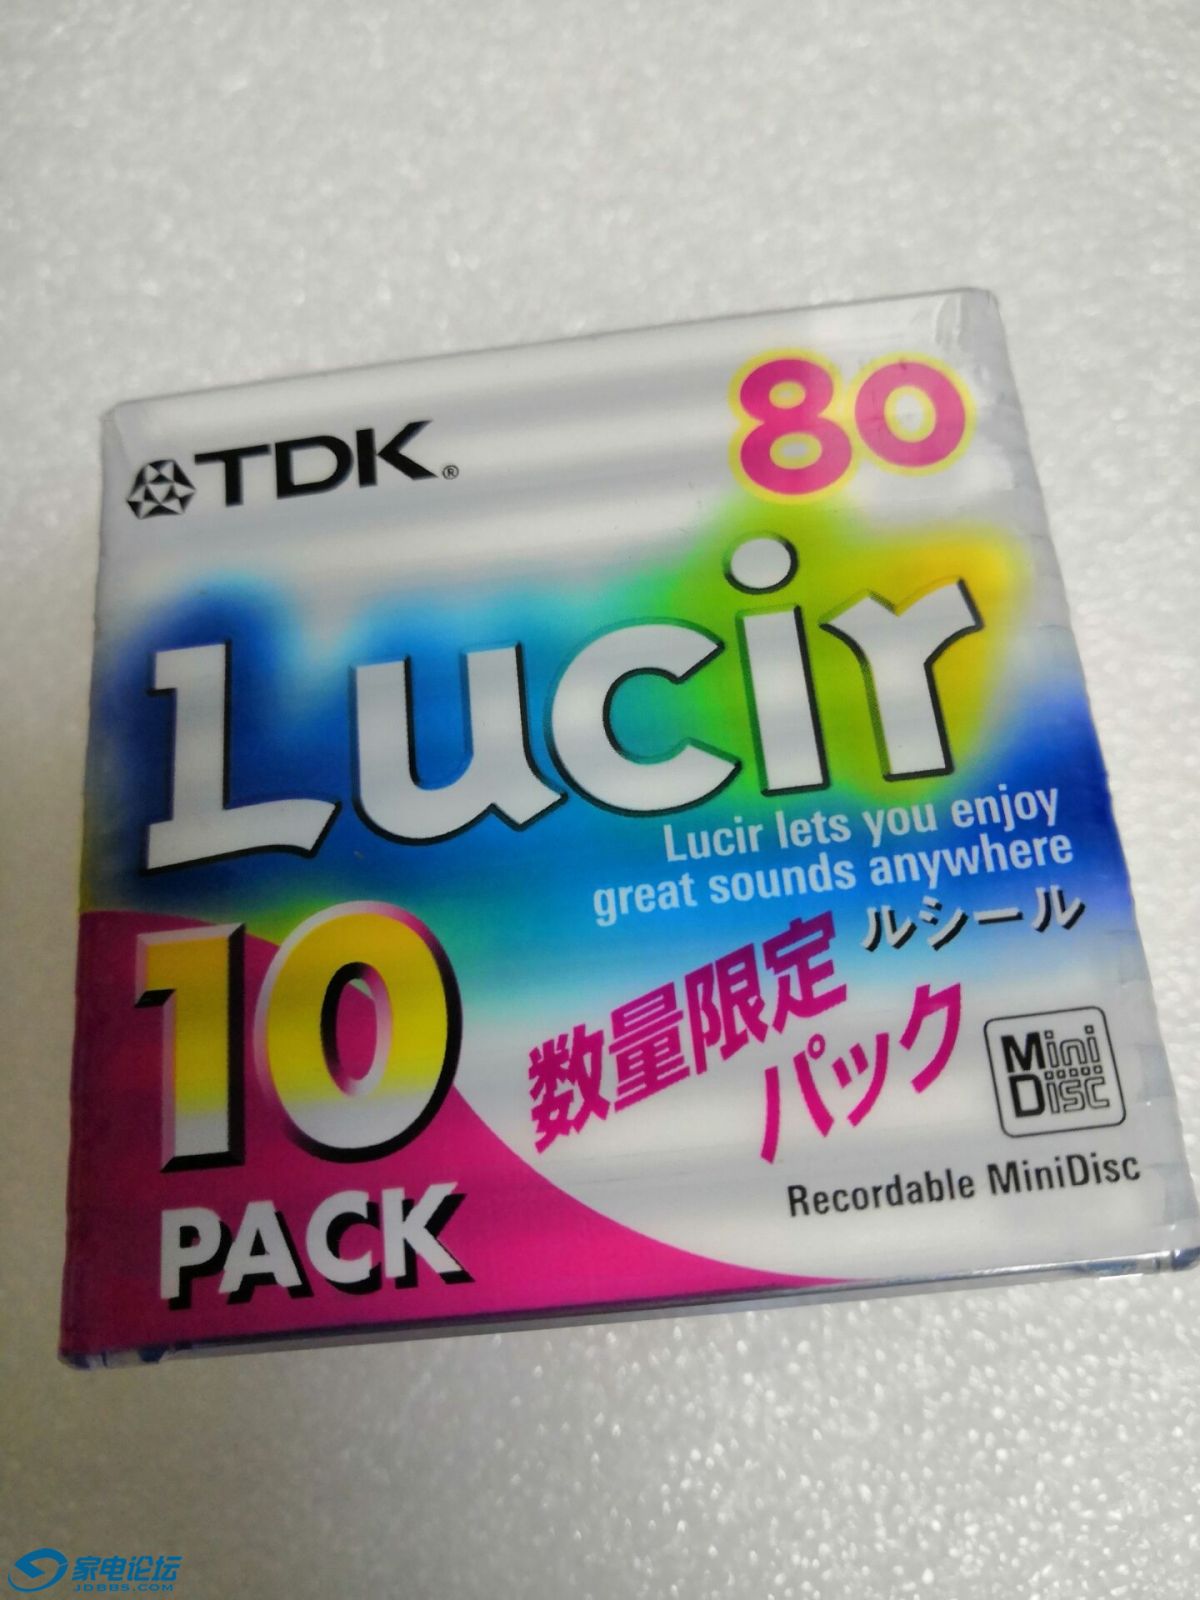 80
TDK®
Lucir
Lucir lets you enjoy
great sounds anywhere
ルシール
10
PACK
数量限定
パック
Mini
Disc
Recordable MiniDisc
家电论坛
JDBBS.COM